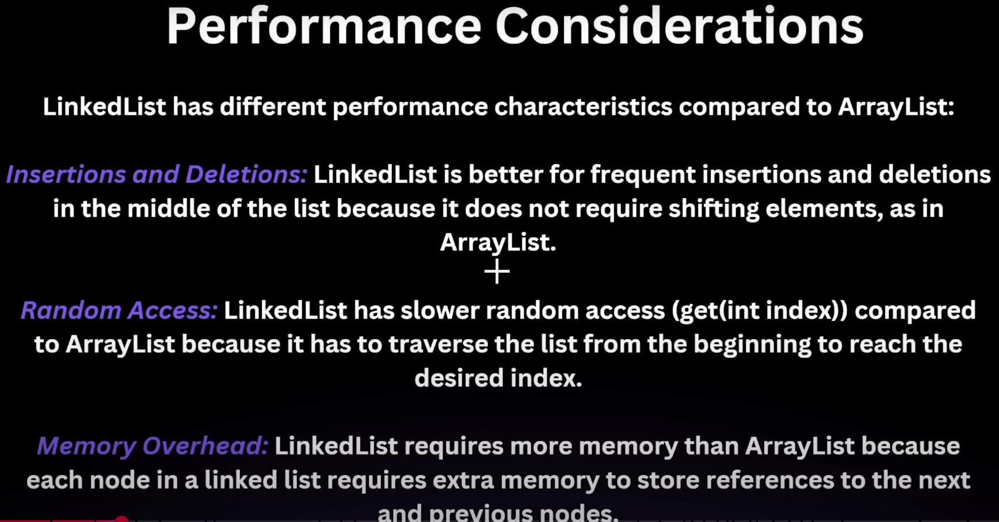 Performance Considerations
LinkedList has different performance characteristics compared to ArrayList:
Insertions and Deletions: LinkedList is better for frequent insertions and deletions
in the middle of the list because it does not require shifting elements, as in
ArrayList.
Random Access: LinkedList has slower random access (get(int index)) compared
to ArrayList because it has to traverse the list from the beginning to reach the
desired index.
Memory Overhead: LinkedList requires more memory than ArrayList because
each node in a linked list requires extra memory to store references to the next
and previous nodes.